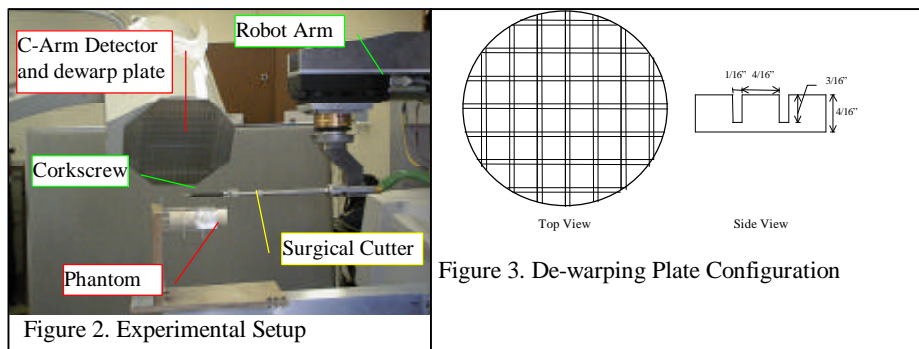 C-Arm Detector
and dewarp plate
Robot Arm
Corkscrew
Surgical Cutter
Phantom
Figure 2. Experimental Setup
1/16” 4/16”
3/16”
4/16”
Top View
Side View
Figure 3. De-warping Plate Configuration